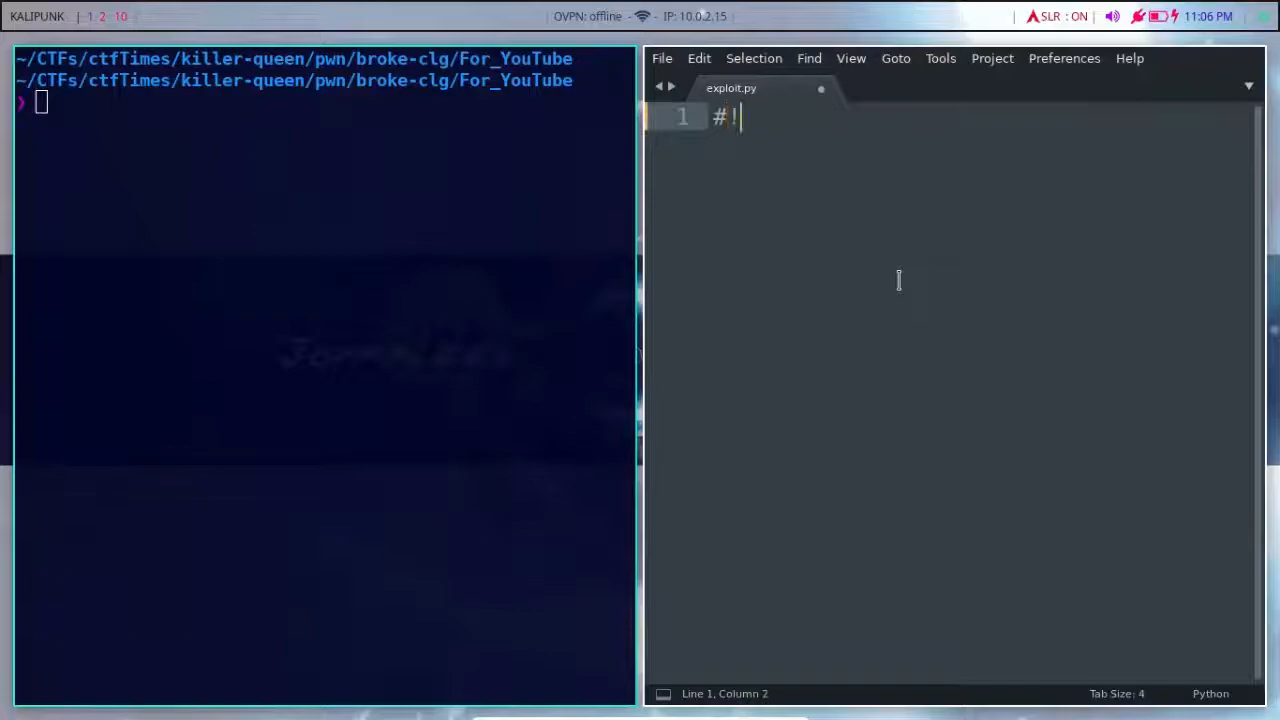 KALIPUNK | 1 2 10
OVPN: offline - IP: 10.0.2.15
| ASLR : ON | 11:06 PM
~/CTFs/ctfTimes/killer-queen/pwn/broke-clg/For_YouTube
~/CTFs/ctfTimes/killer-queen/pwn/broke-clg/For_YouTube
❯
File Edit Selection Find View Goto Tools Project Preferences Help
exploit.py
1 #!
Line 1, Column 2
Tab Size: 4 Python